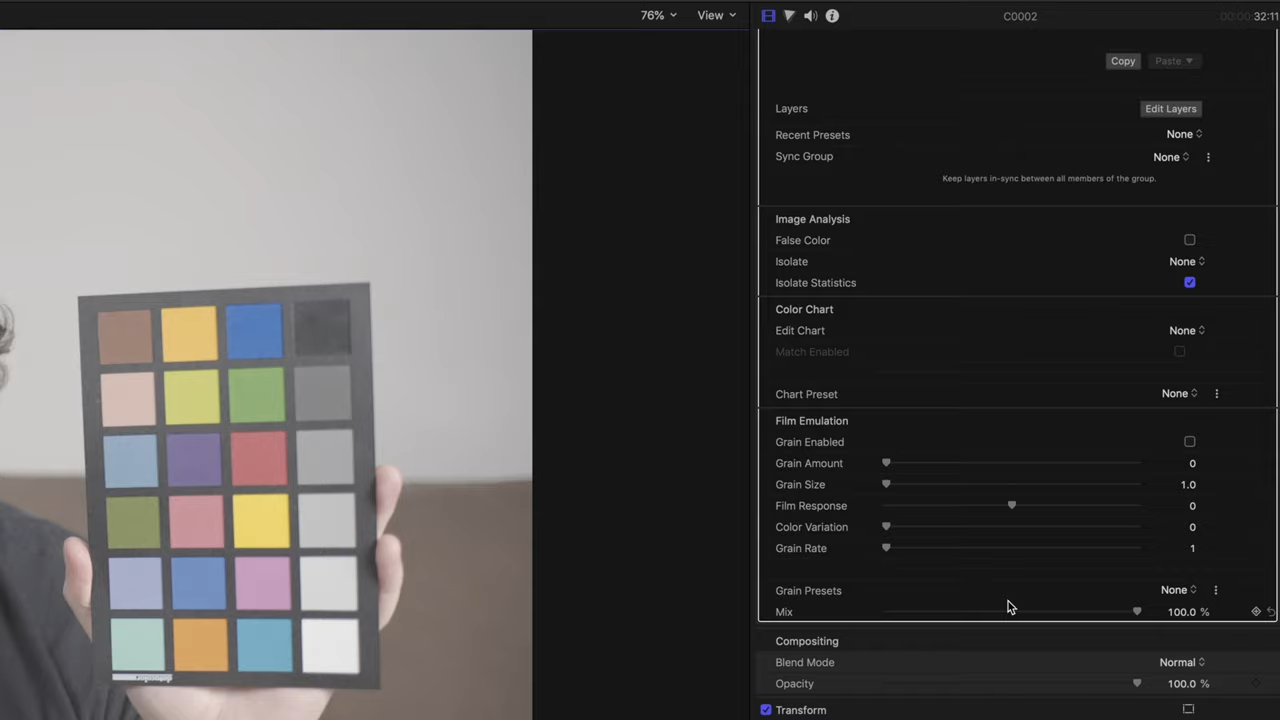 76% View
C0002 00:00 32:11
Copy Paste
Layers Edit Layers
Recent Presets None
Sync Group None
Keep layers in-sync between all members of the group.
Image Analysis
False Color
Isolate None
Isolate Statistics
Color Chart
Edit Chart None
Match Enabled
Chart Preset None
Film Emulation
Grain Enabled
Grain Amount 0
Grain Size 1.0
Film Response 0
Color Variation 0
Grain Rate 1
Grain Presets None
Mix 100.0 %
Compositing
Blend Mode Normal
Opacity 100.0 %
Transform